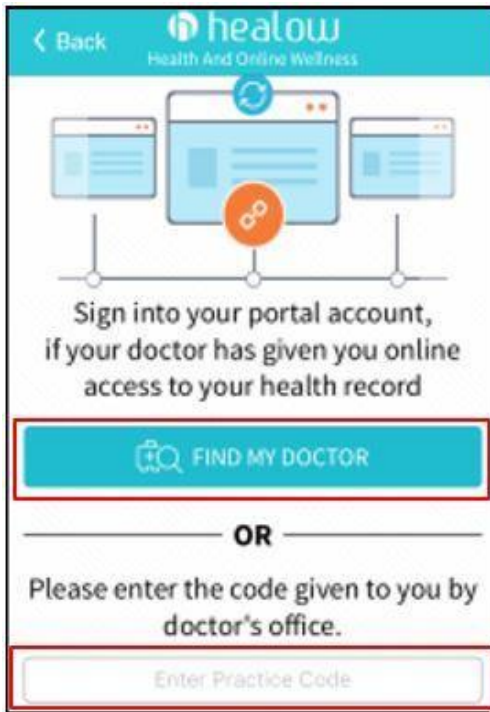 Back
healow
Health And Online Wellness
Sign into your portal account,
if your doctor has given you online
access to your health record
FIND MY DOCTOR
OR
Please enter the code given to you by
doctor's office.
Enter Practice Code